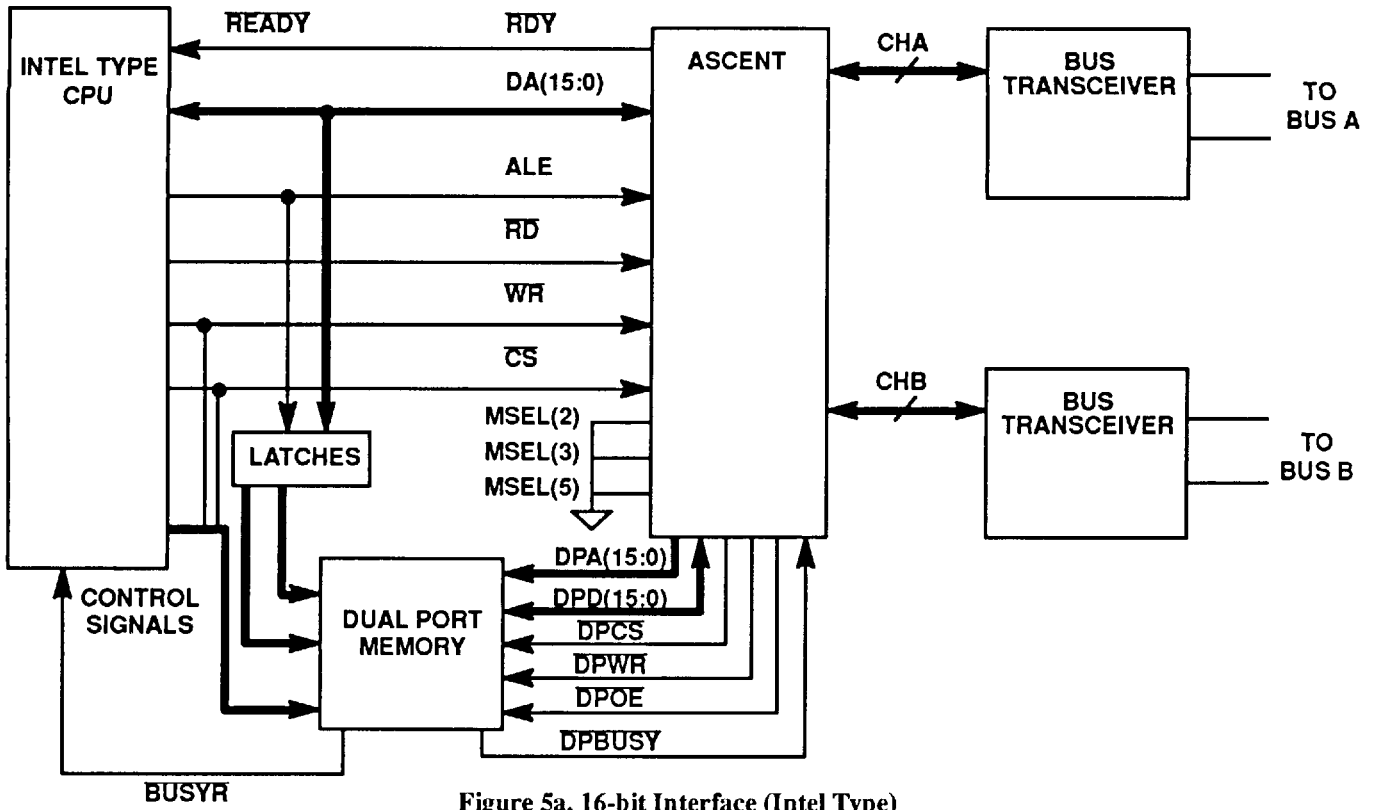 INTEL TYPE
CPU
READY
RDY
DA(15:0)
ALE
RD
WR
CS
MSEL(2)
MSEL(3)
MSEL(5)
ASCENT
CHA
BUS
TRANSCEIVER
TO
BUS A
CHB
BUS
TRANSCEIVER
TO
BUS B
LATCHES
CONTROL
SIGNALS
DUAL PORT
MEMORY
DPA(15:0)
DPD(15:0)
DPCS
DPWR
DPOE
DPBUSY
BUSYR
Figure 5a. 16-bit Interface (Intel Type)